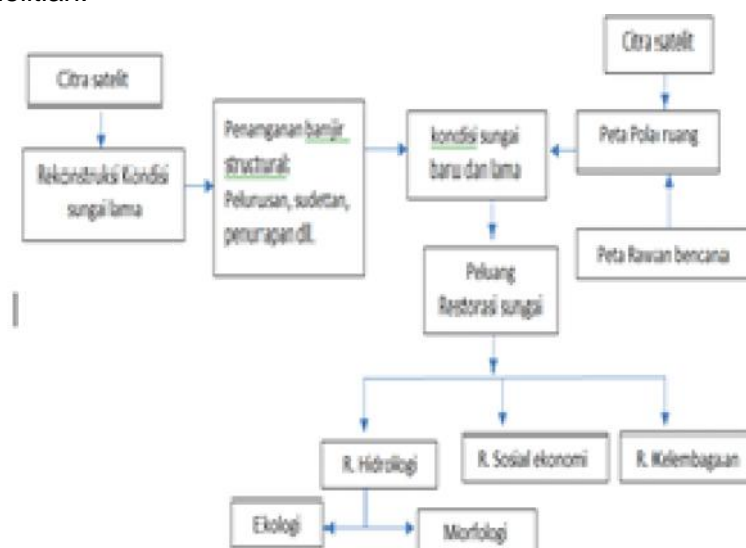 Citra satelit
Citra satelit
Rekonstruksi Kondisi
sungai lama
Penanganan banjir
structural:
Pelurusan, sudettan,
penurapan dll.
kondisi sungai
baru dan lama
Peta Pola ruang
Peta Rawan bencana
Peluang
Restorasi sungai
R. Hidrologi
R. Sosial ekonomi
R. Kelembagaan
Ekologi
Morfologi